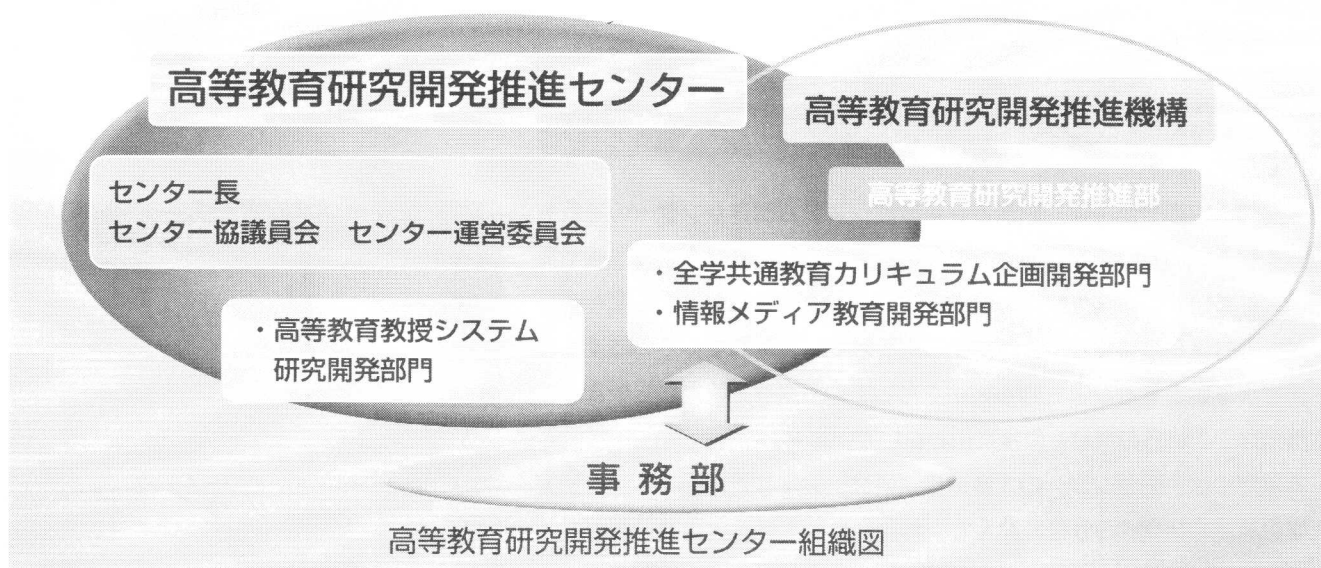 高等教育研究開発推進センター
高等教育研究開発推進機構
高等教育研究開発推進部
センター長
センター協議員会　センター運営委員会
・全学共通教育カリキュラム企画開発部門
・情報メディア教育開発部門
・高等教育教授システム
研究開発部門
事務部
高等教育研究開発推進センター組織図